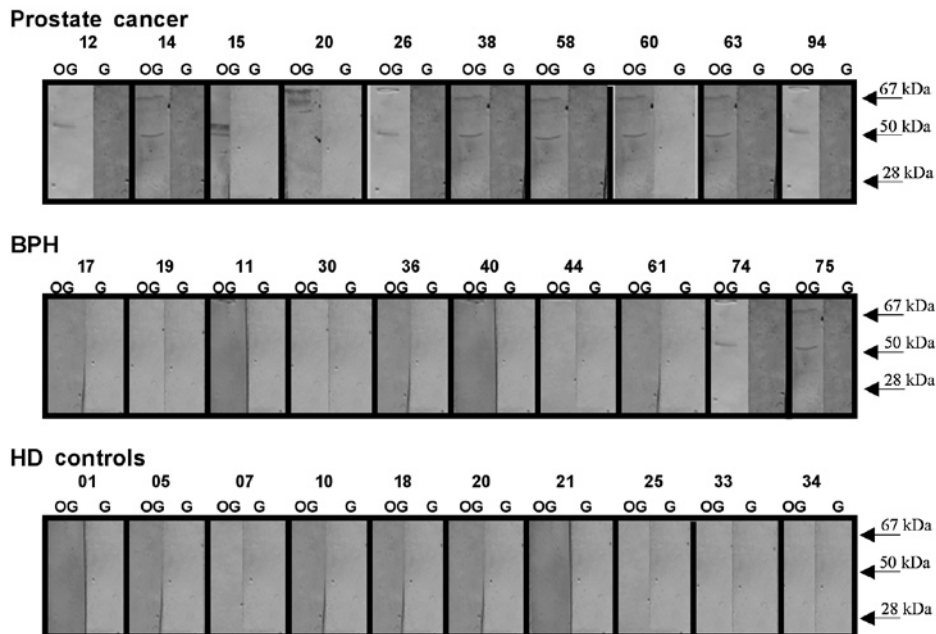 Prostate cancer
12 14 15 20 26 38 58 60 63 94
OG G OG G OG G OG G OG G OG G OG G OG G OG G OG G
67 kDa
50 kDa
28 kDa
BPH
17 19 11 30 36 40 44 61 74 75
OG G OG G OG G OG G OG G OG G OG G OG G OG G OG G
67 kDa
50 kDa
28 kDa
HD controls
01 05 07 10 18 20 21 25 33 34
OG G OG G OG G OG G OG G OG G OG G OG G OG G OG G
67 kDa
50 kDa
28 kDa